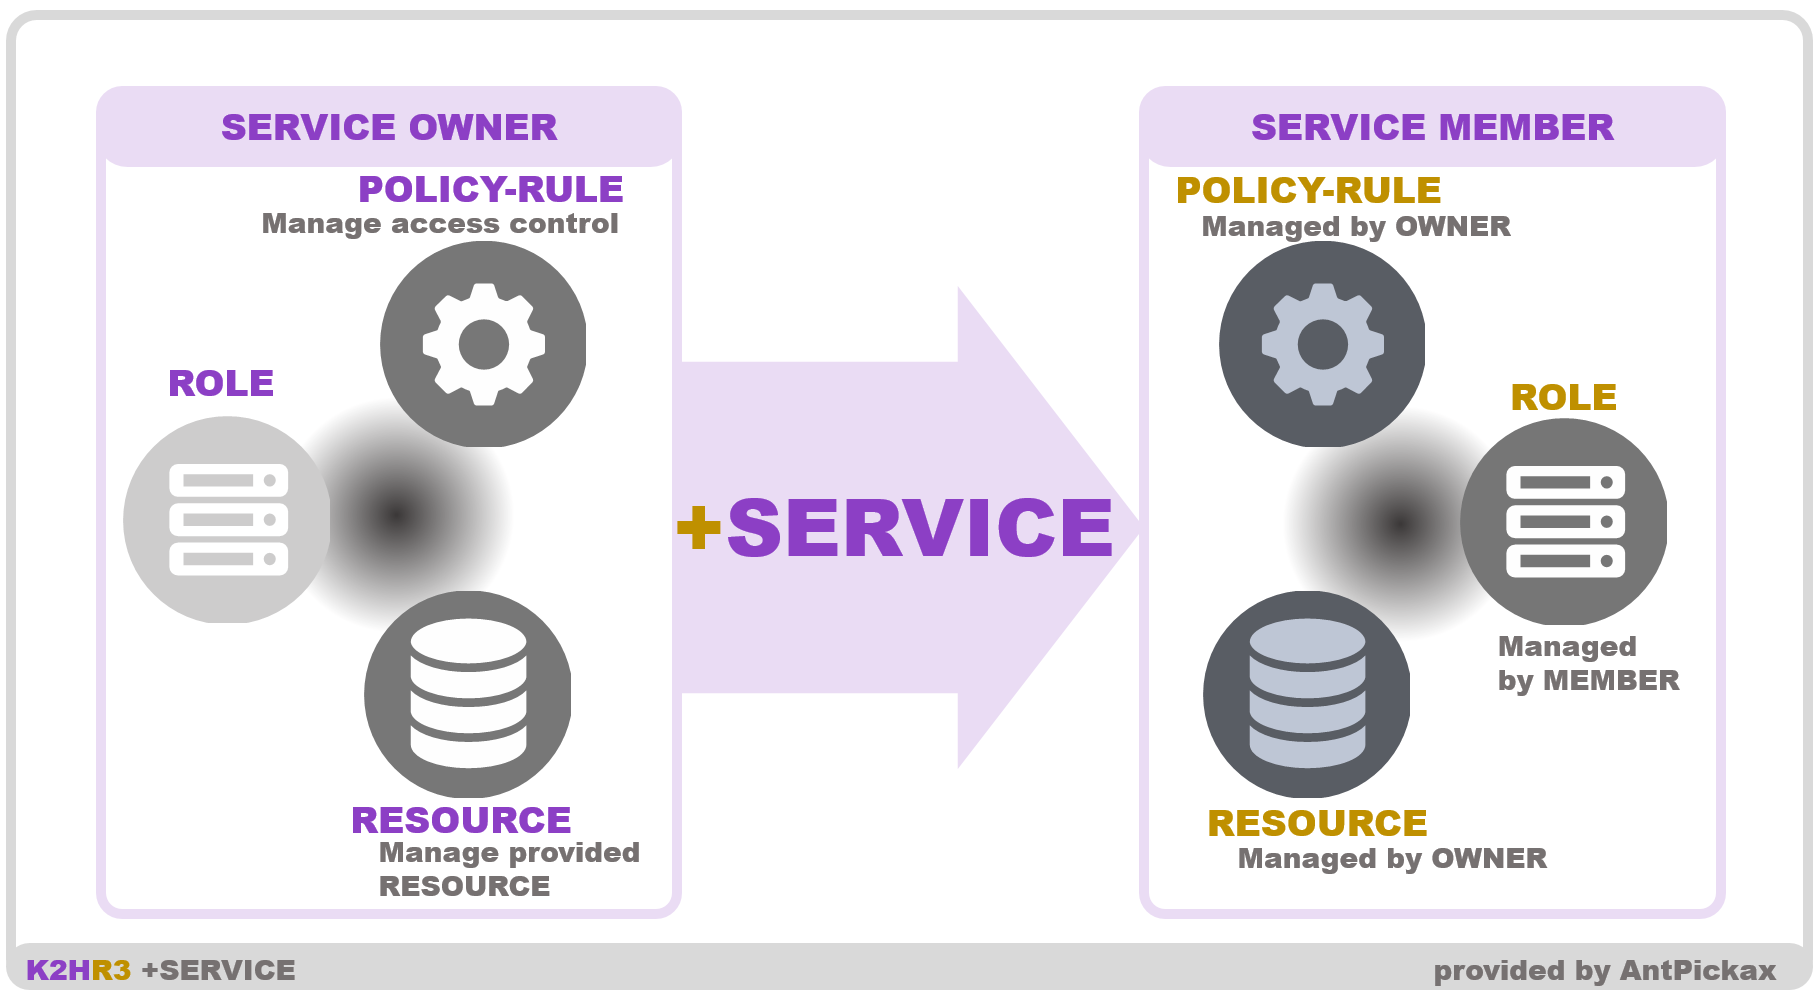 SERVICE OWNER
POLICY-RULE
Manage access control
ROLE
RESOURCE
Manage provided
RESOURCE
+SERVICE
SERVICE MEMBER
POLICY-RULE
Managed by OWNER
ROLE
Managed
by MEMBER
RESOURCE
Managed by OWNER
K2HR3 +SERVICE
provided by AntPickax